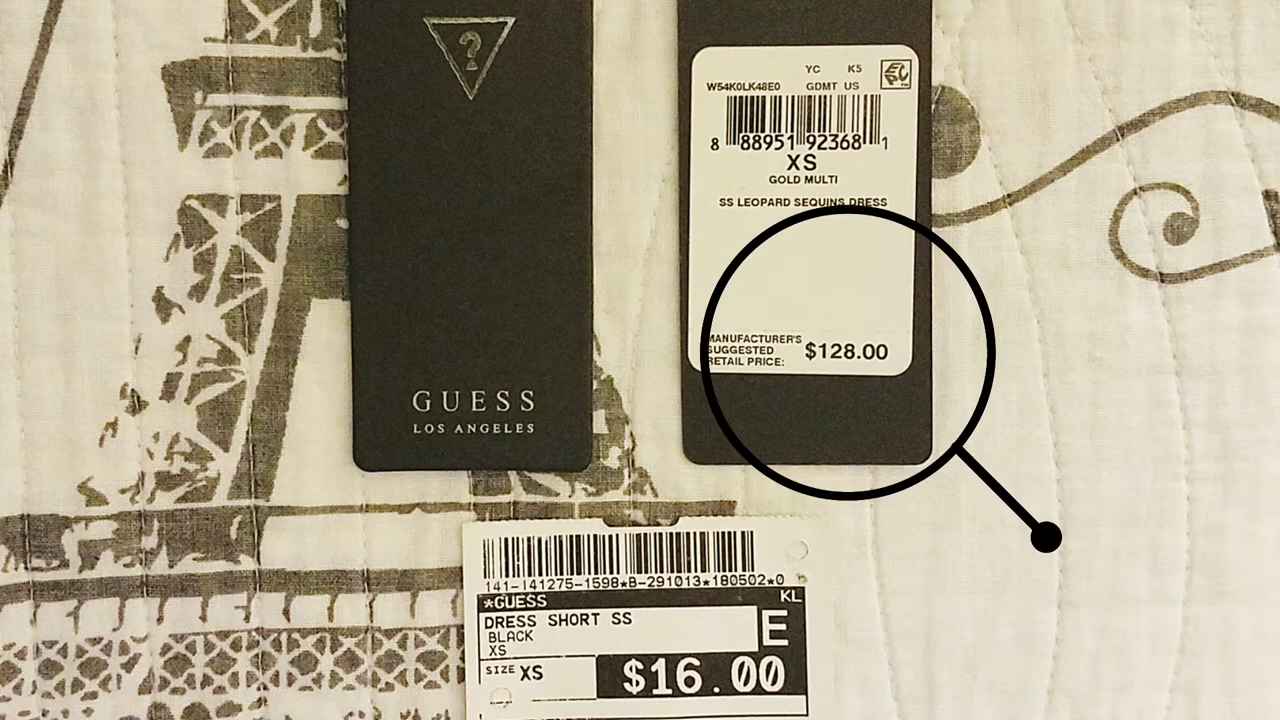 ?
GUESS
LOS ANGELES
YC K5
W54K0LK48E0 GDMT US
EPC
8 88951 92368 1
XS
GOLD MULTI
SS LEOPARD SEQUINS DRESS
MANUFACTURER'S
SUGGESTED
RETAIL PRICE: $128.00
141-141275-1598*B-291013*180502*0
*GUESS KL
DRESS SHORT SS E
BLACK
XS
SIZE XS $16.00